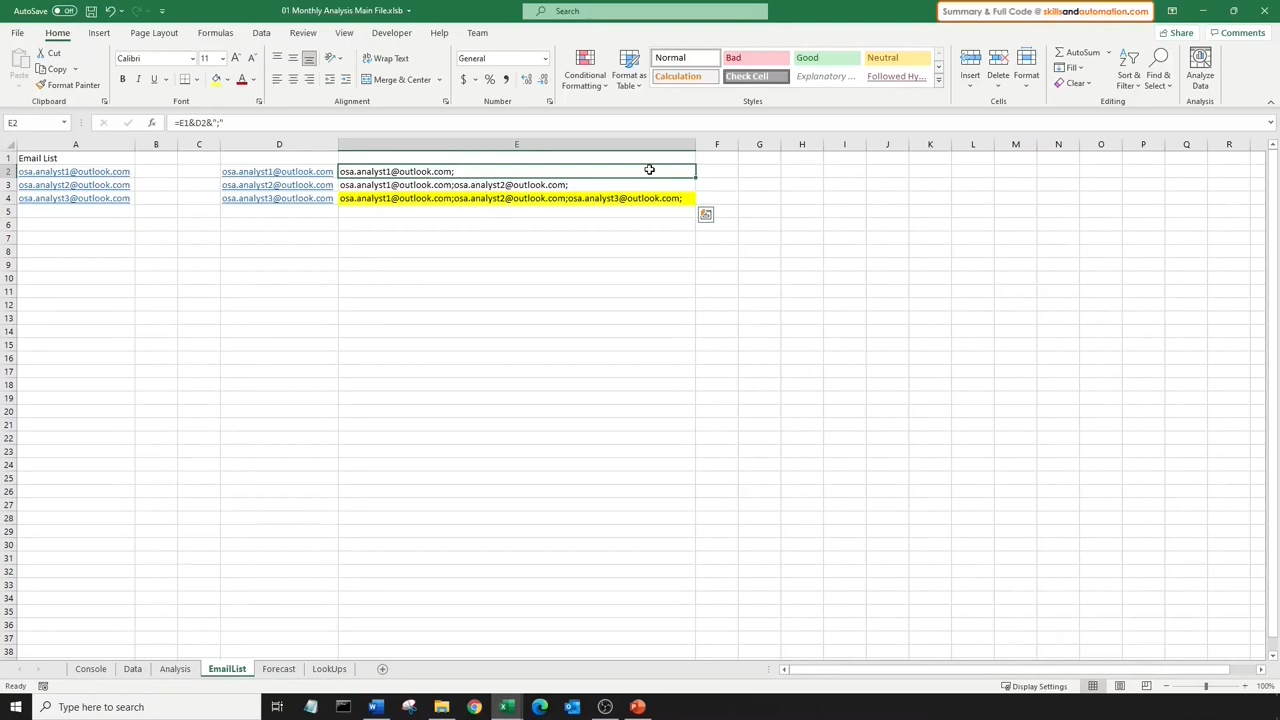 AutoSave Off
01 Monthly Analysis Main File.xlsb
Search
Summary & Full Code @ skillsandautomation.com
File Home Insert Page Layout Formulas Data Review View Developer Help Team
Share Comments
Paste
Cut
Copy
Format Painter
Clipboard
Calibri 11
B I U
Font
Wrap Text
Merge & Center
Alignment
General
$ % ,
Number
Conditional Formatting
Format as Table
Normal Bad Good Neutral
Calculation Check Cell Explanatory ... Followed Hy...
Styles
Insert Delete Format
Cells
AutoSum
Fill
Clear
Sort & Filter
Find & Select
Editing
Analyze Data
Analysis
E2 fx =E1&D2&";"
A B C D E F G H I J K L M N O P Q R
1 Email List
2 osa.analyst1@outlook.com osa.analyst1@outlook.com osa.analyst1@outlook.com;
3 osa.analyst2@outlook.com osa.analyst2@outlook.com osa.analyst1@outlook.com;osa.analyst2@outlook.com;
4 osa.analyst3@outlook.com osa.analyst3@outlook.com osa.analyst1@outlook.com;osa.analyst2@outlook.com;osa.analyst3@outlook.com;
5
6
7
8
9
10
11
12
13
14
15
16
17
18
19
20
21
22
23
24
25
26
27
28
29
30
31
32
33
34
35
36
37
38
Console Data Analysis EmailList Forecast LookUps
Ready
Display Settings
100%
Type here to search